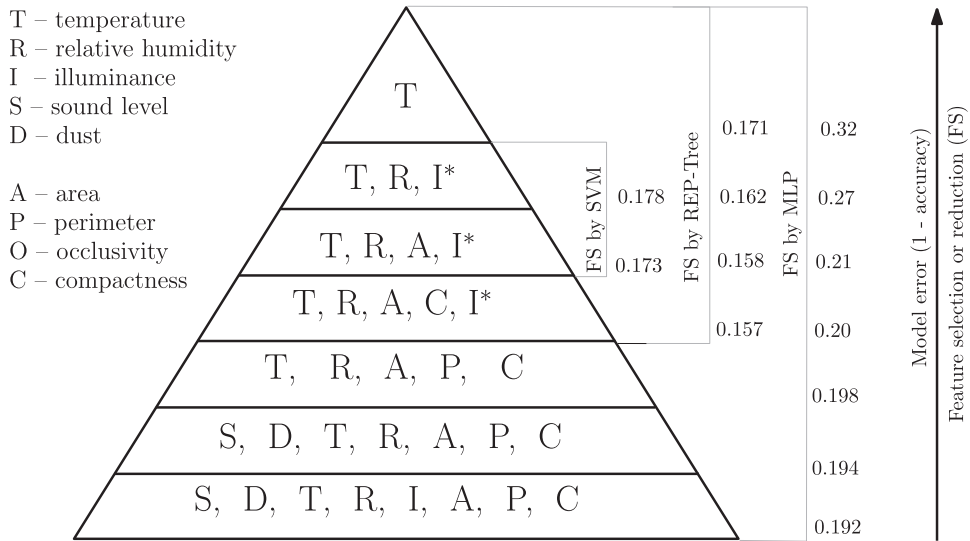 T – temperature
R – relative humidity
I – illuminance
S – sound level
D – dust
A – area
P – perimeter
O – occlusivity
C – compactness
T
T, R, I*
T, R, A, I*
T, R, A, C, I*
T, R, A, P, C
S, D, T, R, A, P, C
S, D, T, R, I, A, P, C
FS by SVM
0.178
0.173
FS by REP-Tree
0.171
0.162
0.158
0.157
FS by MLP
0.32
0.27
0.21
0.20
0.198
0.194
0.192
Model error (1 - accuracy)
Feature selection or reduction (FS)